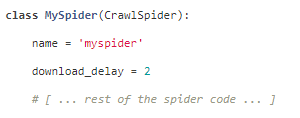 class MySpider(CrawlSpider):
name = 'myspider'
download_delay = 2
# [ ... rest of the spider code ... ]